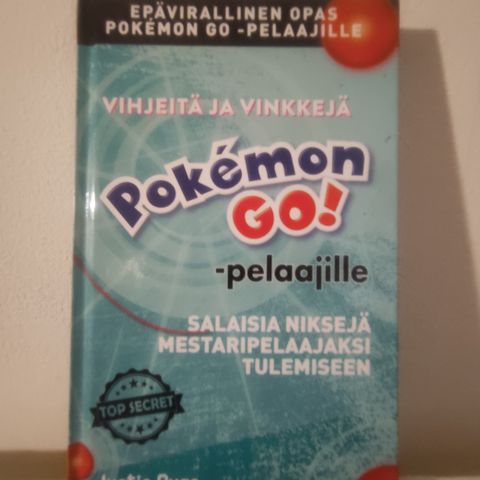 EPÄVIRALLINEN OPAS
POKÉMON GO -PELAAJILLE
VIHJEITÄ JA VINKKEJÄ
Pokémon
GO!
-pelaajille
SALAISIA NIKSEJÄ
MESTARIPELAAJAKSI
TULEMISEEN
TOP SECRET